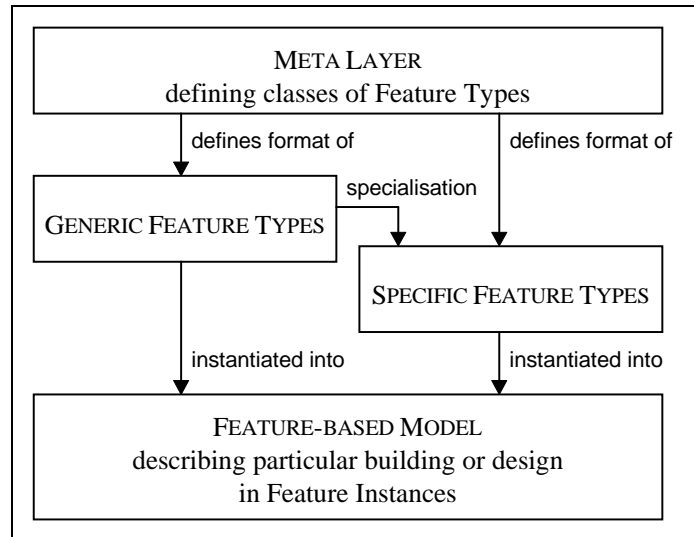 META LAYER
defining classes of Feature Types
defines format of
defines format of
specialisation
GENERIC FEATURE TYPES
SPECIFIC FEATURE TYPES
instantiated into
instantiated into
FEATURE-BASED MODEL
describing particular building or design
in Feature Instances